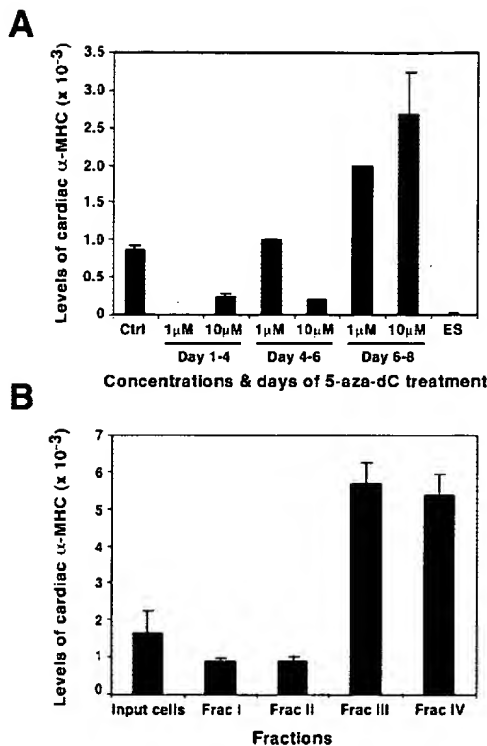 A
Levels of cardiac α-MHC (x 10⁻³)
3.5
3.0
2.5
2.0
1.5
1.0
0.5
0
Ctrl 1µM 10µM 1µM 10µM 1µM 10µM ES
Day 1-4 Day 4-6 Day 6-8
Concentrations & days of 5-aza-dC treatment
B
Levels of cardiac α-MHC (x 10⁻³)
7
6
5
4
3
2
1
0
Input cells Frac I Frac II Frac III Frac IV
Fractions